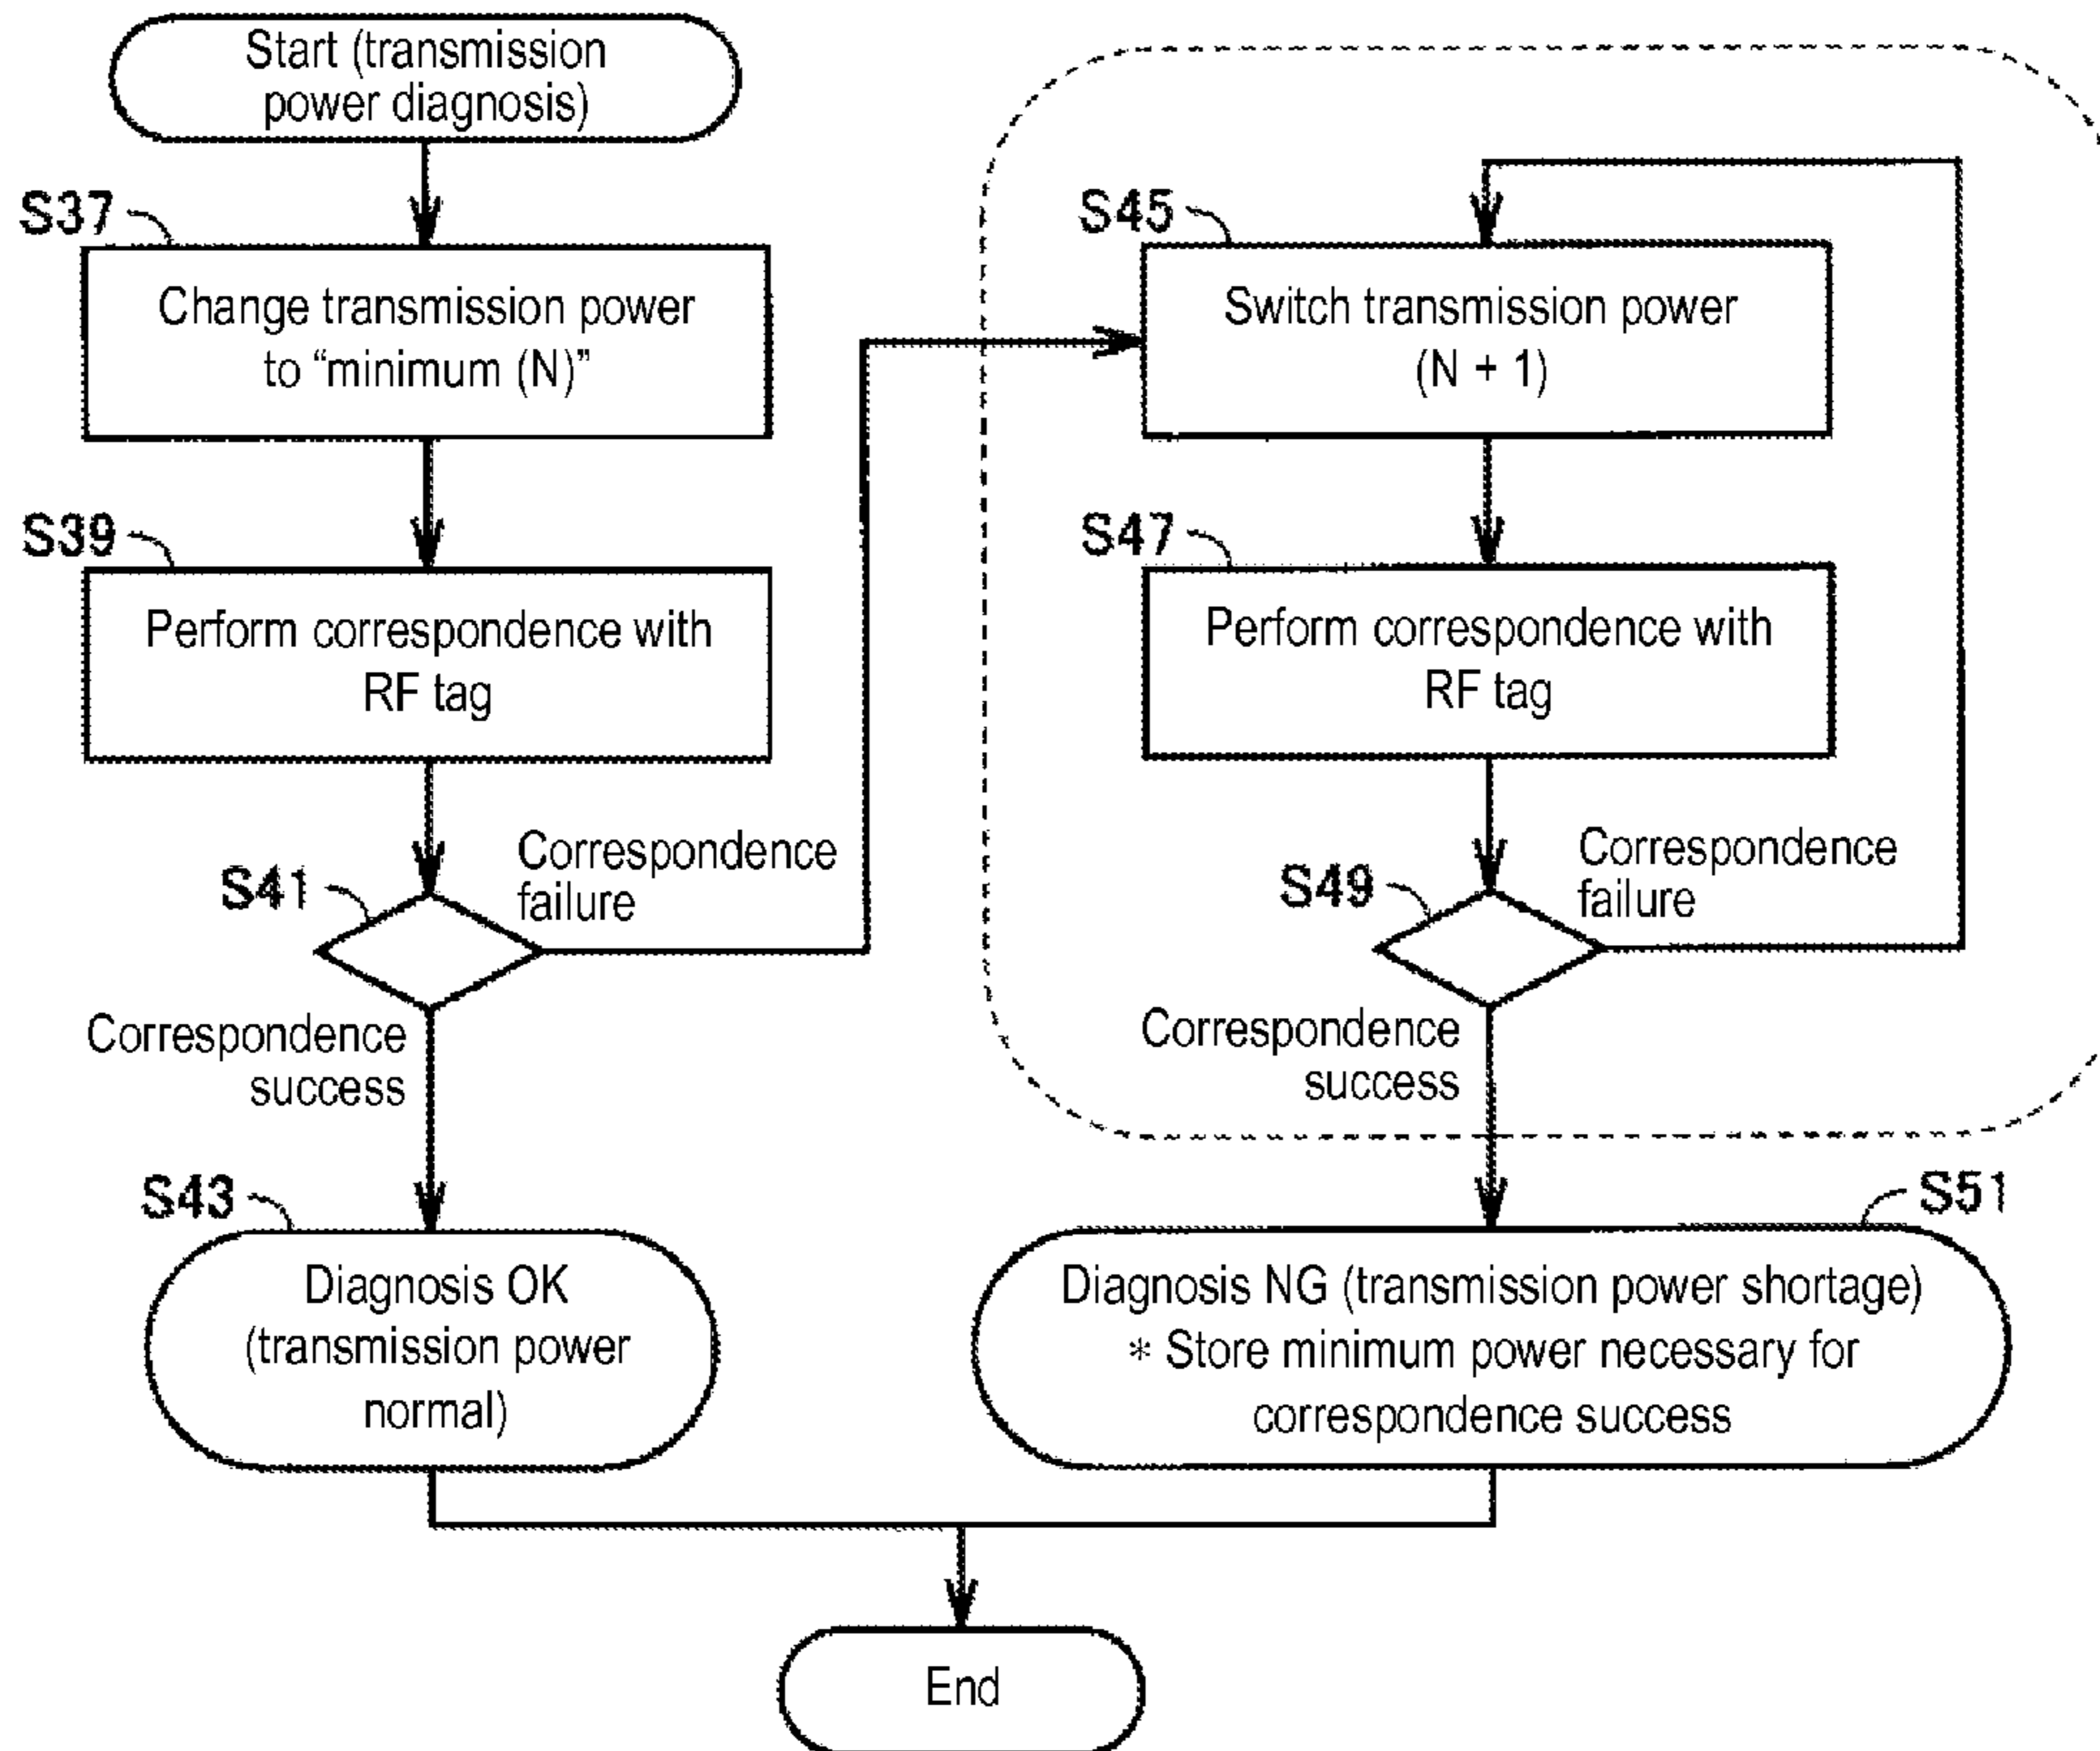 Start (transmission
power diagnosis)
S37
Change transmission power
to “minimum (N)”
S39
Perform correspondence with
RF tag
S41
Correspondence
failure
Correspondence
success
S43
Diagnosis OK
(transmission power
normal)
S45
Switch transmission power
(N + 1)
S47
Perform correspondence with
RF tag
S49
Correspondence
failure
Correspondence
success
S51
Diagnosis NG (transmission power shortage)
* Store minimum power necessary for
correspondence success
End